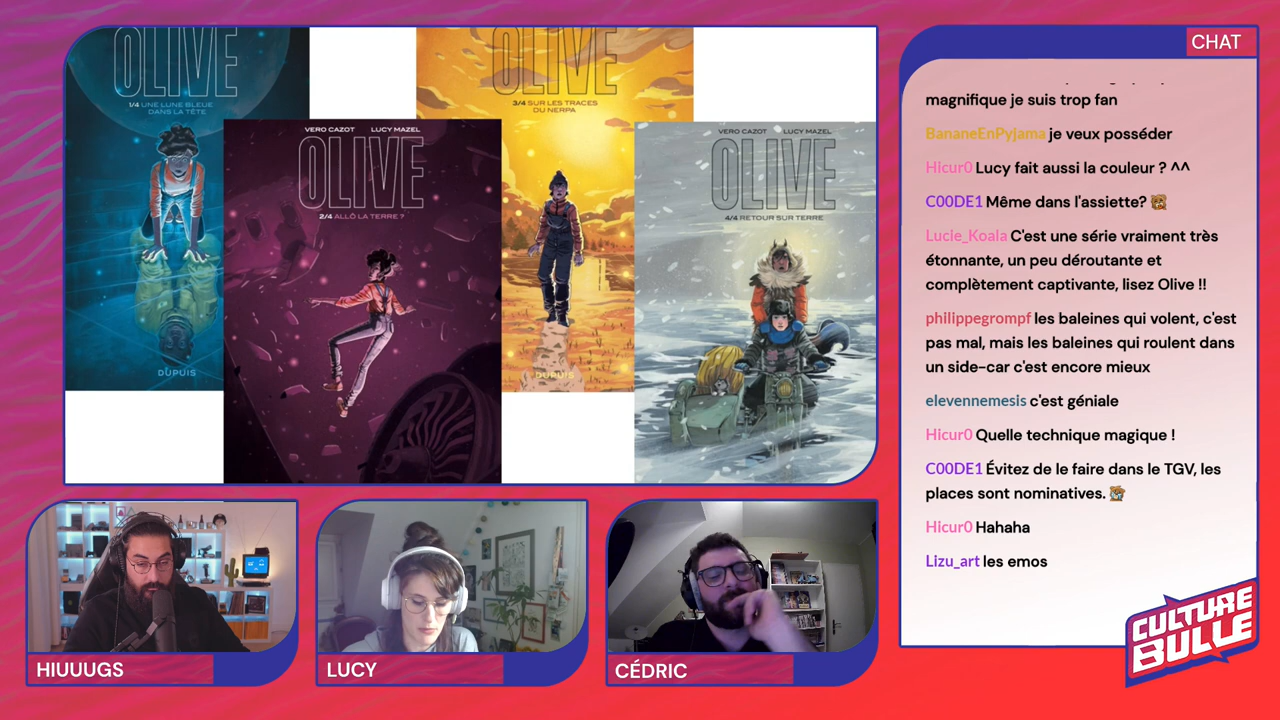 OLIVE
1/4 UNE LUNE BLEUE
DANS LA TÊTE
DUPUIS
VERO CAZOT LUCY MAZEL
OLIVE
2/4 ALLÔ LA TERRE ?
OLIVE
3/4 SUR LES TRACES
DU NERPA
DUPUIS
VERO CAZOT LUCY MAZEL
OLIVE
4/4 RETOUR SUR TERRE
HIUUUGS
LUCY
CÉDRIC
CHAT
magnifique je suis trop fan
BananeEnPyjama je veux posséder
Hicur0 Lucy fait aussi la couleur ? ^^
C00DE1 Même dans l'assiette?
Lucie_Koala C'est une série vraiment très
étonnante, un peu déroutante et
complètement captivante, lisez Olive !!
philippegrompf les baleines qui volent, c'est
pas mal, mais les baleines qui roulent dans
un side-car c'est encore mieux
elevennemesis c'est géniale
Hicur0 Quelle technique magique !
C00DE1 Évitez de le faire dans le TGV, les
places sont nominatives.
Hicur0 Hahaha
Lizu_art les emos
CULTURE
BULLE